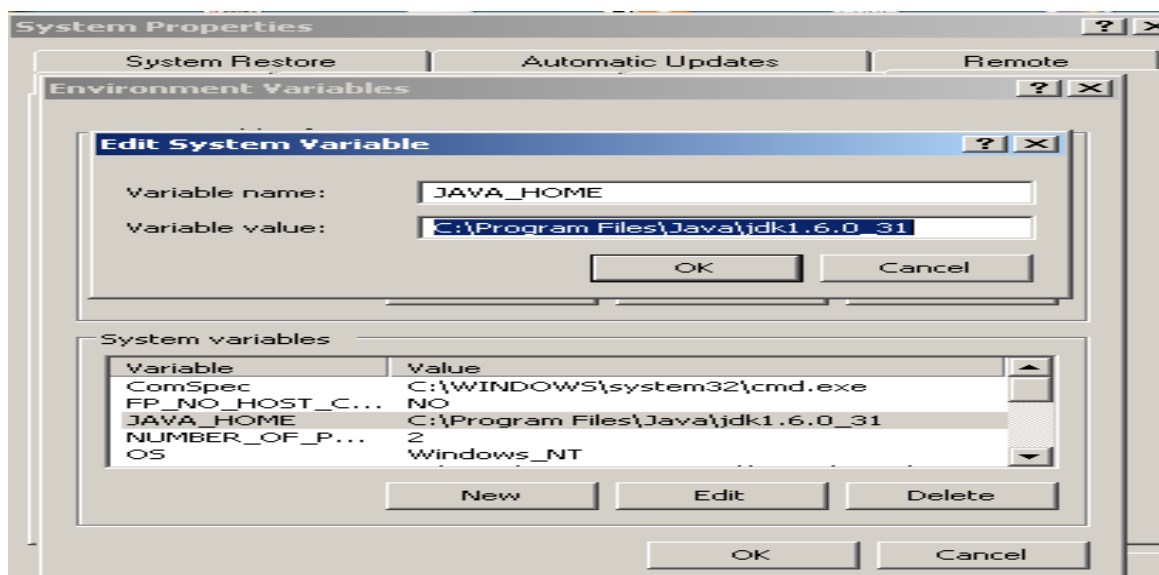 System Properties
System Restore Automatic Updates Remote
Environment Variables
Edit System Variable
Variable name: JAVA_HOME
Variable value: C:\Program Files\Java\jdk1.6.0_31
OK Cancel
System variables
Variable Value
ComSpec C:\WINDOWS\system32\cmd.exe
FP_NO_HOST_C... NO
JAVA_HOME C:\Program Files\Java\jdk1.6.0_31
NUMBER_OF_P... 2
OS Windows_NT
New Edit Delete
OK Cancel